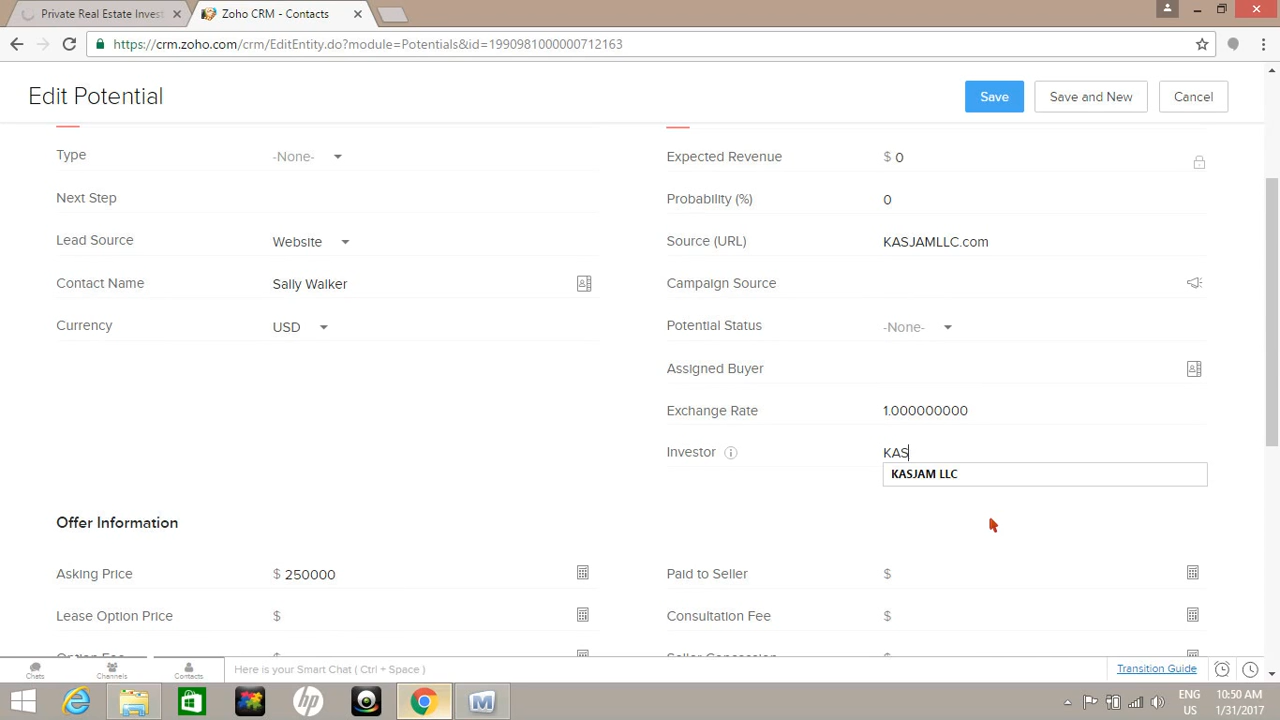 Private Real Estate Invest
Zoho CRM - Contacts
https://crm.zoho.com/crm/EditEntity.do?module=Potentials&id=1990981000000712163
Edit Potential
Save
Save and New
Cancel
Type
-None-
Expected Revenue
$ 0
Next Step
Probability (%)
0
Lead Source
Website
Source (URL)
KASJAMLLC.com
Contact Name
Sally Walker
Campaign Source
Currency
USD
Potential Status
-None-
Assigned Buyer
Exchange Rate
1.000000000
Investor
KAS
KASJAM LLC
Offer Information
Asking Price
$ 250000
Paid to Seller
$
Lease Option Price
$
Consultation Fee
$
Option Fee
$
Seller Concession
$
Chats
Channels
Contacts
Here is your Smart Chat ( Ctrl + Space )
Transition Guide
ENG
US
10:50 AM
1/31/2017